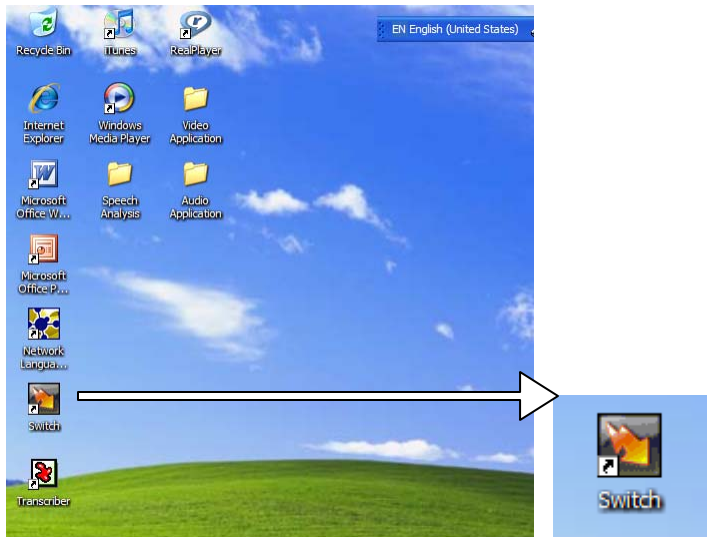 Recycle Bin
iTunes
RealPlayer
EN English (United States)
Internet
Explorer
Windows
Media Player
Video
Application
Microsoft
Office W...
Speech
Analysis
Audio
Application
Microsoft
Office P...
Network
Langua...
Switch
Transcriber
Switch